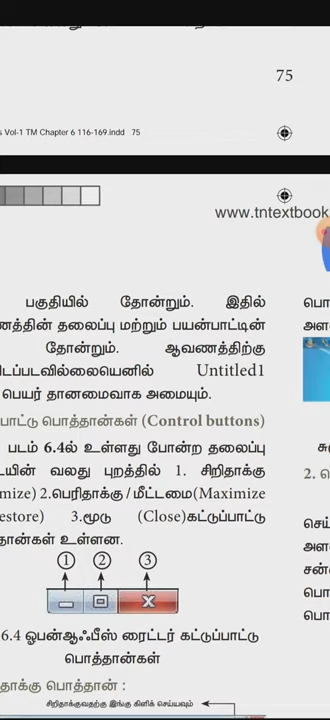 75
s Vol-1 TM Chapter 6 116-169.indd 75
www.tntextbook
பகுதியில் தோன்றும். இதில்
ணத்தின் தலைப்பு மற்றும் பயன்பாட்டின்
தோன்றும். ஆவணத்திற்கு
டப்படவில்லையெனில் Untitled1
பெயர் தானமைவாக அமையும்.
பாட்டு பொத்தான்கள் (Control buttons)
படம் 6.4ல் உள்ளது போன்ற தலைப்பு
டயின் வலது புறத்தில் 1. சிறிதாக்கு
mize) 2.பெரிதாக்கு / மீட்டமை(Maximize
estore) 3.மூடு (Close)கட்டுப்பாட்டு
தான்கள் உள்ளன.
1 2 3
6.4 ஓபன்ஆஃபீஸ் ரைட்டர் கட்டுப்பாட்டு
பொத்தான்கள்
தாக்கு பொத்தான் :
சிறிதாக்குவதற்கு இங்கு கிளிக் செய்யவும்
பொ
அள
சு
2. பெ
செய்
அள
சன்
பொ
பொ